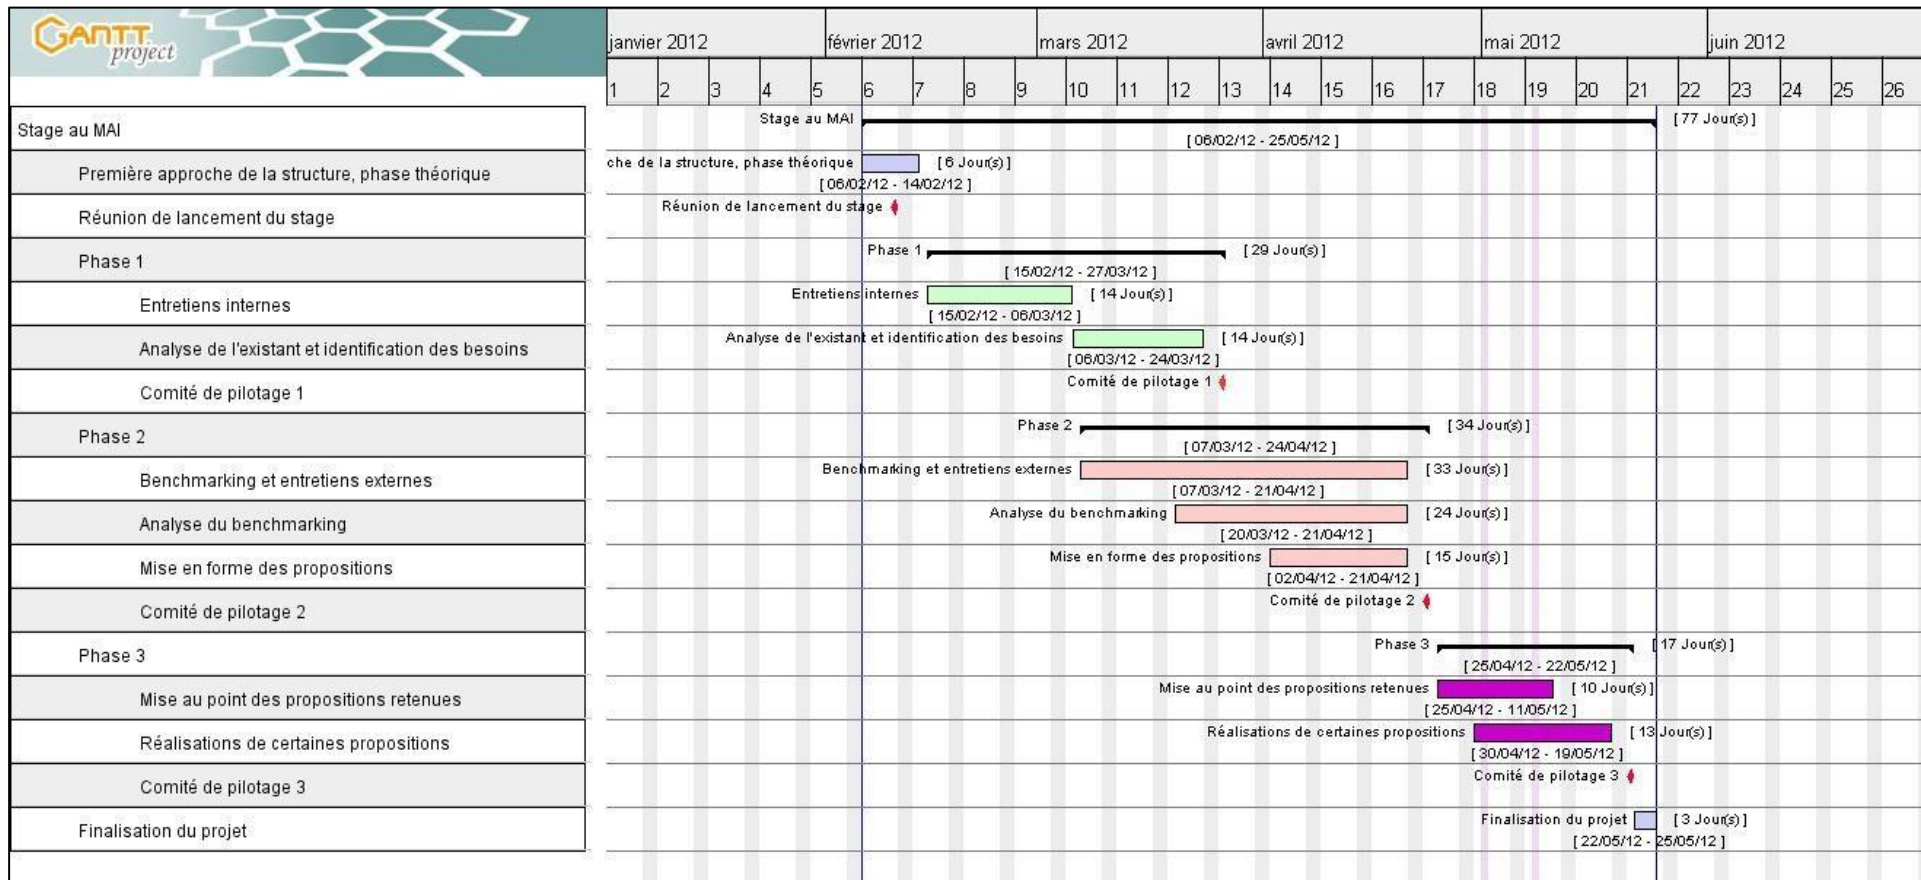 GANTT
project
janvier 2012 février 2012 mars 2012 avril 2012 mai 2012 juin 2012
1 2 3 4 5 6 7 8 9 10 11 12 13 14 15 16 17 18 19 20 21 22 23 24 25 26
Stage au MAI
Stage au MAI [ 77 Jour(s) ]
[ 06/02/12 - 25/05/12 ]
Première approche de la structure, phase théorique
che de la structure, phase théorique [ 6 Jour(s) ]
[ 06/02/12 - 14/02/12 ]
Réunion de lancement du stage
Réunion de lancement du stage
Phase 1
Phase 1 [ 29 Jour(s) ]
[ 15/02/12 - 27/03/12 ]
Entretiens internes
Entretiens internes [ 14 Jour(s) ]
[ 15/02/12 - 06/03/12 ]
Analyse de l'existant et identification des besoins
Analyse de l'existant et identification des besoins [ 14 Jour(s) ]
[ 06/03/12 - 24/03/12 ]
Comité de pilotage 1
Comité de pilotage 1
Phase 2
Phase 2 [ 34 Jour(s) ]
[ 07/03/12 - 24/04/12 ]
Benchmarking et entretiens externes
Benchmarking et entretiens externes [ 33 Jour(s) ]
[ 07/03/12 - 21/04/12 ]
Analyse du benchmarking
Analyse du benchmarking [ 24 Jour(s) ]
[ 20/03/12 - 21/04/12 ]
Mise en forme des propositions
Mise en forme des propositions [ 15 Jour(s) ]
[ 02/04/12 - 21/04/12 ]
Comité de pilotage 2
Comité de pilotage 2
Phase 3
Phase 3 [ 17 Jour(s) ]
[ 25/04/12 - 22/05/12 ]
Mise au point des propositions retenues
Mise au point des propositions retenues [ 10 Jour(s) ]
[ 25/04/12 - 11/05/12 ]
Réalisations de certaines propositions
Réalisations de certaines propositions [ 13 Jour(s) ]
[ 30/04/12 - 19/05/12 ]
Comité de pilotage 3
Comité de pilotage 3
Finalisation du projet
Finalisation du projet [ 3 Jour(s) ]
[ 22/05/12 - 25/05/12 ]